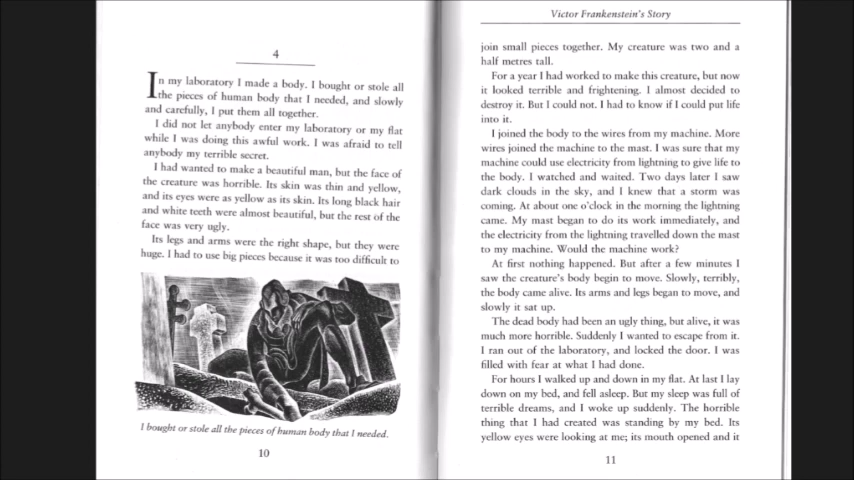 4
In my laboratory I made a body. I bought or stole all
the pieces of human body that I needed, and slowly
and carefully, I put them all together.
I did not let anybody enter my laboratory or my flat
while I was doing this awful work. I was afraid to tell
anybody my terrible secret.
I had wanted to make a beautiful man, but the face of
the creature was horrible. Its skin was thin and yellow,
and its eyes were as yellow as its skin. Its long black hair
and white teeth were almost beautiful, but the rest of the
face was very ugly.
Its legs and arms were the right shape, but they were
huge. I had to use big pieces because it was too difficult to
I bought or stole all the pieces of human body that I needed.
10
Victor Frankenstein's Story
join small pieces together. My creature was two and a
half metres tall.
For a year I had worked to make this creature, but now
it looked terrible and frightening. I almost decided to
destroy it. But I could not. I had to know if I could put life
into it.
I joined the body to the wires from my machine. More
wires joined the machine to the mast. I was sure that my
machine could use electricity from lightning to give life to
the body. I watched and waited. Two days later I saw
dark clouds in the sky, and I knew that a storm was
coming. At about one o'clock in the morning the lightning
came. My mast began to do its work immediately, and
the electricity from the lightning travelled down the mast
to my machine. Would the machine work?
At first nothing happened. But after a few minutes I
saw the creature's body begin to move. Slowly, terribly,
the body came alive. Its arms and legs began to move, and
slowly it sat up.
The dead body had been an ugly thing, but alive, it was
much more horrible. Suddenly I wanted to escape from it.
I ran out of the laboratory, and locked the door. I was
filled with fear at what I had done.
For hours I walked up and down in my flat. At last I lay
down on my bed, and fell asleep. But my sleep was full of
terrible dreams, and I woke up suddenly. The horrible
thing that I had created was standing by my bed. Its
yellow eyes were looking at me; its mouth opened and it
11